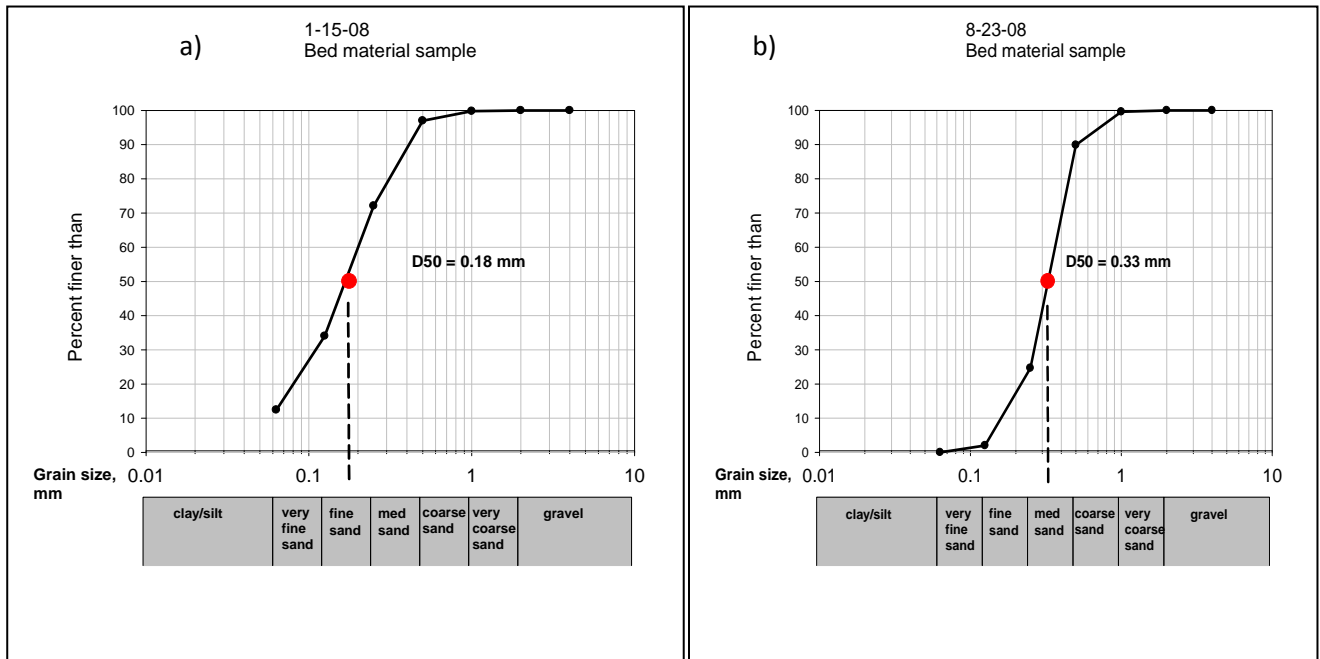 a)
1-15-08
Bed material sample
100
90
80
70
60
50
40
30
20
10
0
Percent finer than
D50 = 0.18 mm
Grain size,
mm
0.01
0.1
1
10
clay/silt
very
fine
sand
fine
sand
med
sand
coarse
sand
very
coarse
sand
gravel
b)
8-23-08
Bed material sample
100
90
80
70
60
50
40
30
20
10
0
Percent finer than
D50 = 0.33 mm
Grain size,
mm
0.01
0.1
1
10
clay/silt
very
fine
sand
fine
sand
med
sand
coarse
sand
very
coarse
sand
gravel